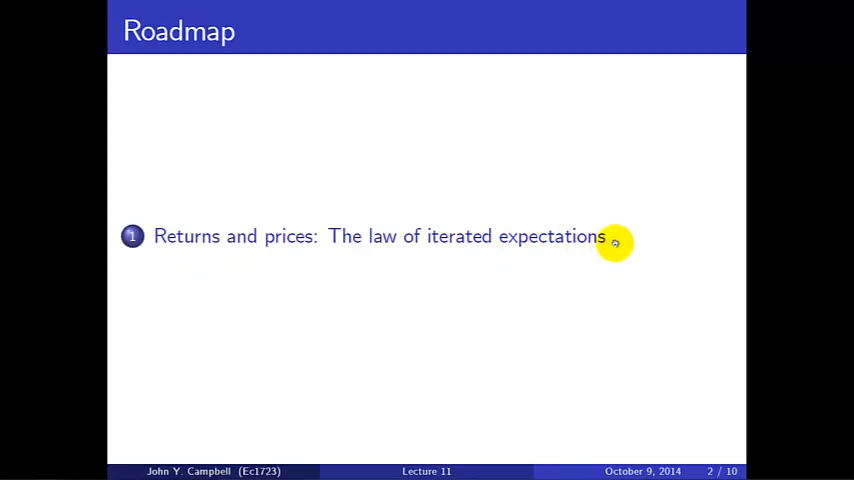 Roadmap
1 Returns and prices: The law of iterated expectations
John Y. Campbell (Ec1723) Lecture 11 October 9, 2014 2 / 10